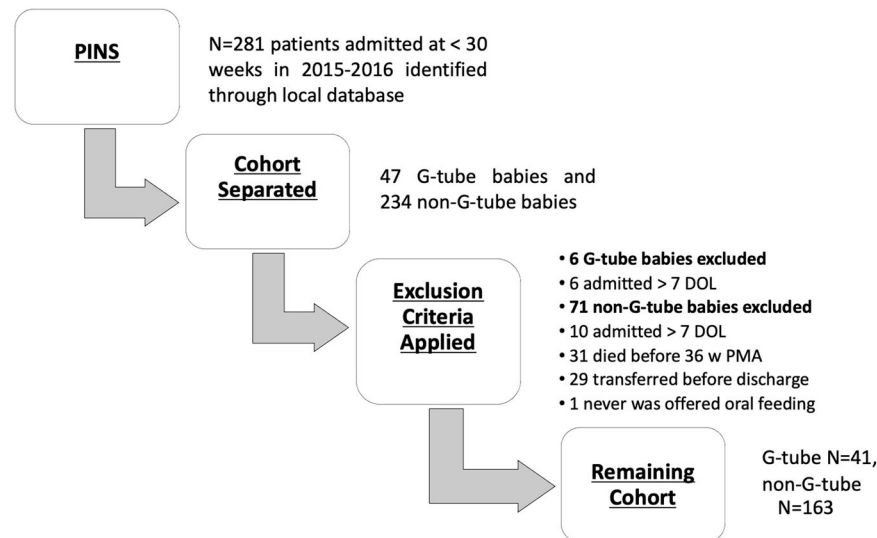 PINS
N=281 patients admitted at < 30
weeks in 2015-2016 identified
through local database
Cohort
Separated
47 G-tube babies and
234 non-G-tube babies
Exclusion
Criteria
Applied
• 6 G-tube babies excluded
• 6 admitted > 7 DOL
• 71 non-G-tube babies excluded
• 10 admitted > 7 DOL
• 31 died before 36 w PMA
• 29 transferred before discharge
• 1 never was offered oral feeding
Remaining
Cohort
G-tube N=41,
non-G-tube
N=163